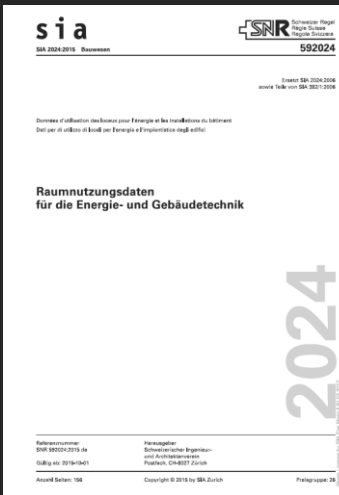 sia
SIA 2024:2015 Bauwesen
SNR Schweizer Regel
Règle Suisse
Regola Svizzera
592024
Ersetzt SIA 2024:2006
sowie Teile von SIA 382/1:2006
Données d'utilisation des locaux pour l'énergie et les installations du bâtiment
Dati per di utilizzo di locali per l'energia e l'impiantistica degli edifici
Raumnutzungsdaten
für die Energie- und Gebäudetechnik
2024
Referenznummer
SNR 592024:2015 de
Gültig ab: 2015-10-01
Herausgeber
Schweizerischer Ingenieur-
und Architektenverein
Postfach, CH-8027 Zürich
Anzahl Seiten: 156
Copyright © 2015 by SIA Zurich
Preisgruppe: 28